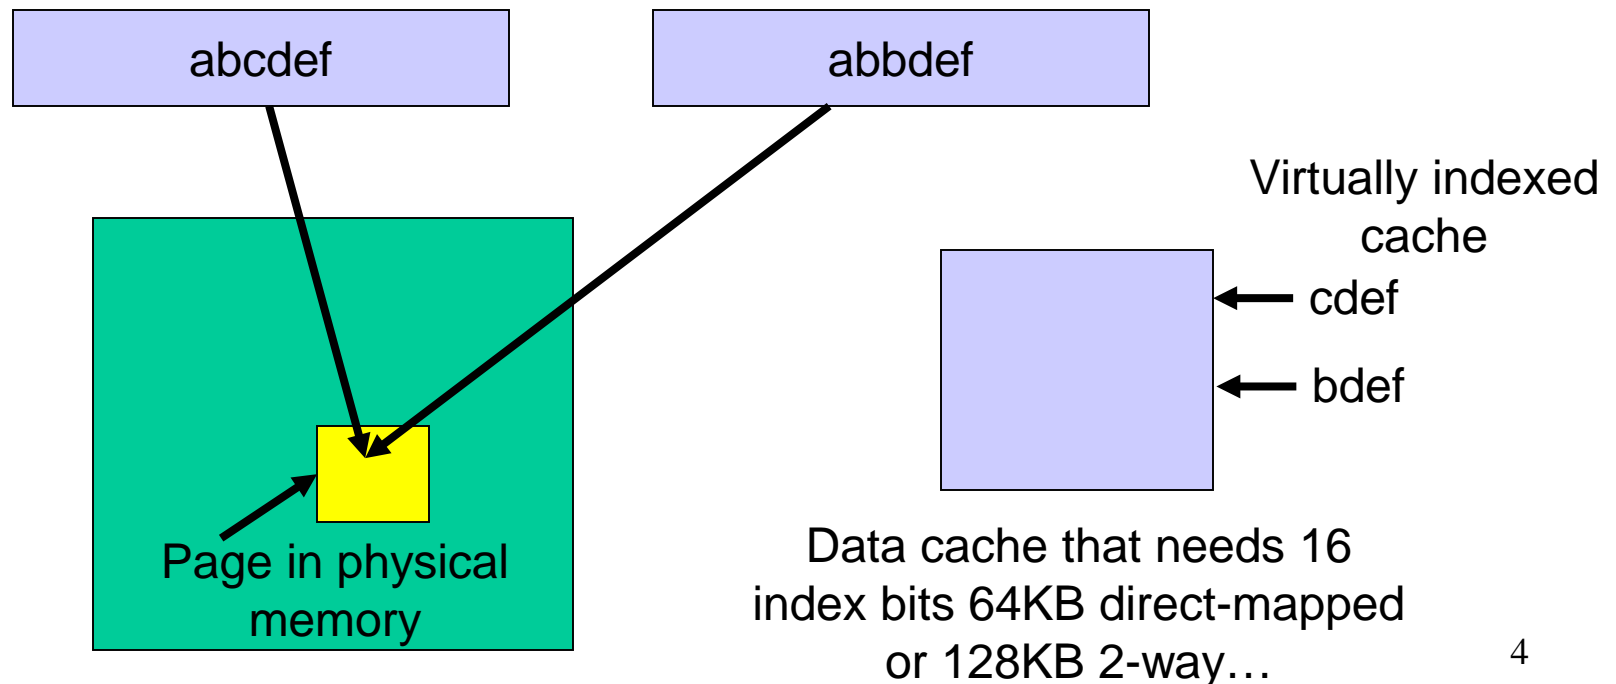 abcdef
abbdef
Virtually indexed
cache
cdef
bdef
Page in physical
memory
Data cache that needs 16
index bits 64KB direct-mapped
or 128KB 2-way…
4